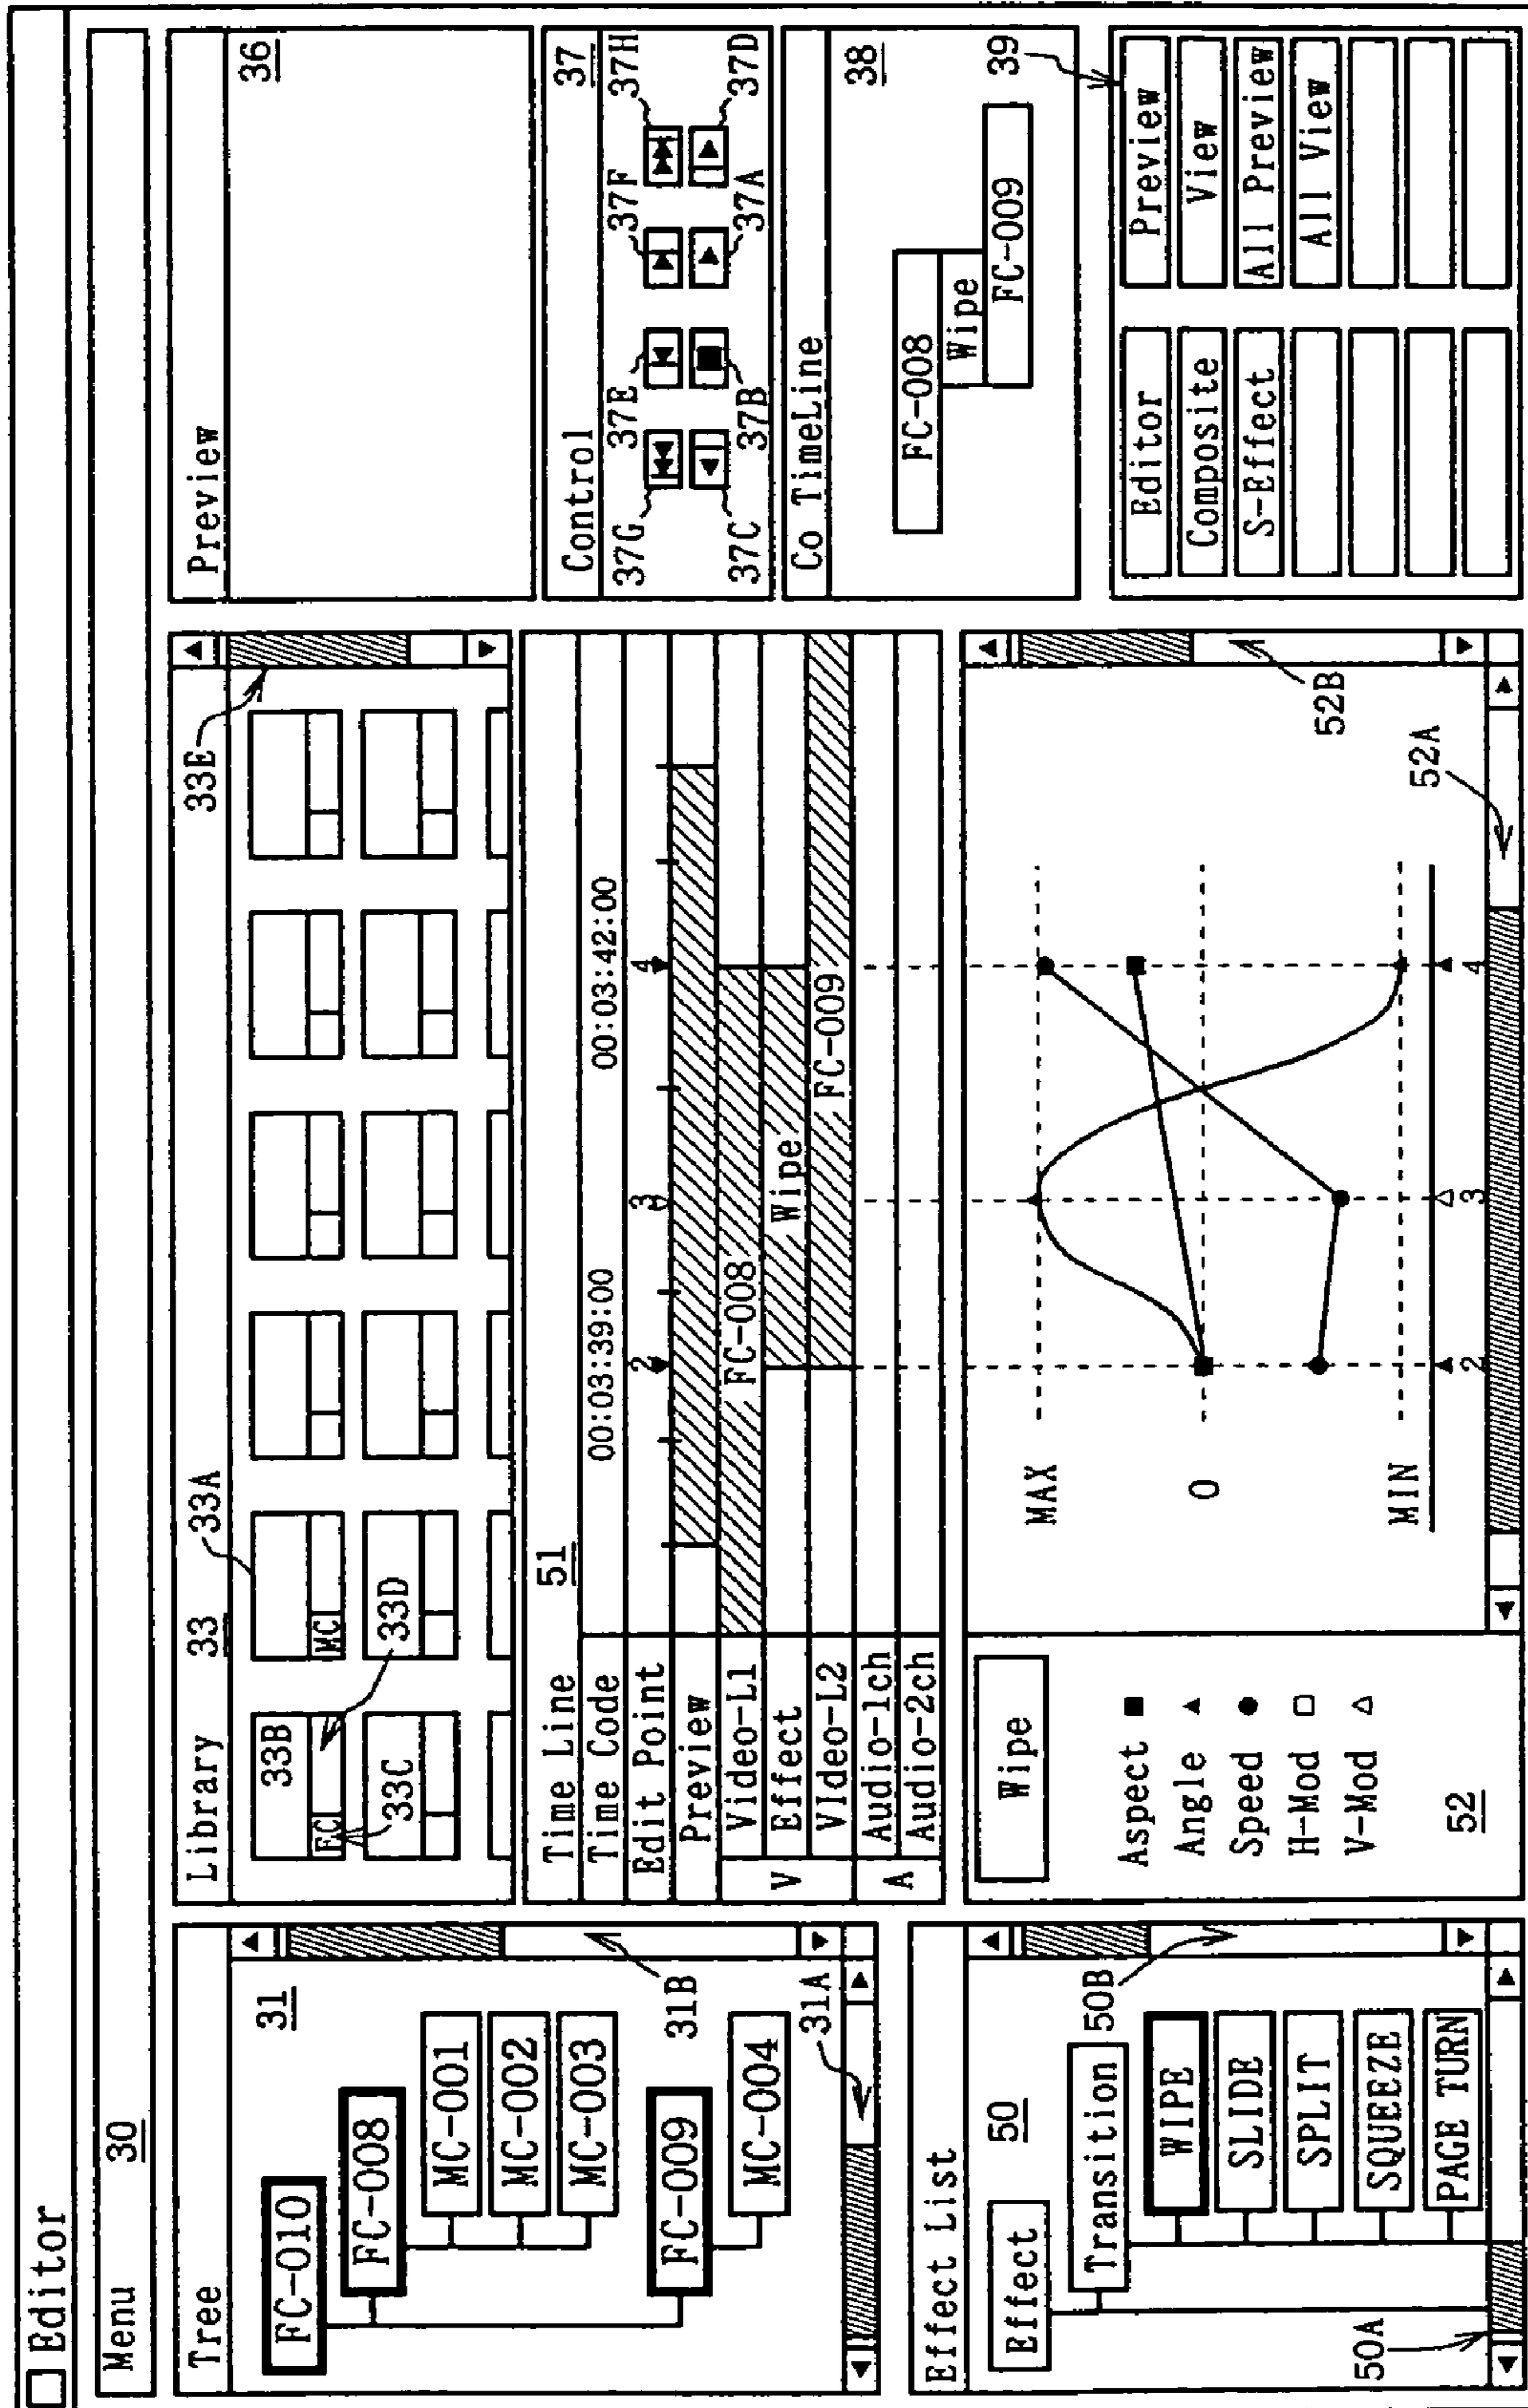 Editor
Menu 30
Tree
31
FC-010
FC-008
MC-001
MC-002
MC-003
FC-009
MC-004
31B
31A
Library 33 33A
33E
33B
FC
MC
33C
33D
Time Line 51
Time Code 00:03:39:00 00:03:42:00
Edit Point 2 3 4
Preview
V
Video-L1 FC-008
Effect Wipe
VIdeo-L2 FC-009
A
Audio-1ch
Audio-2ch
Preview
36
Control 37
37G 37E 37F 37H
37C 37B 37A 37D
Co TimeLine
38
FC-008
Wipe
FC-009
39
Editor Preview
Composite View
S-Effect All Preview
All View
Effect List
50
Effect
Transition
50B
WIPE
SLIDE
SPLIT
SQUEEZE
PAGE TURN
50A
Wipe
Aspect ■
Angle ▲
Speed ●
H-Mod □
V-Mod △
52
MAX
0
MIN
2 3 4
52B
52A